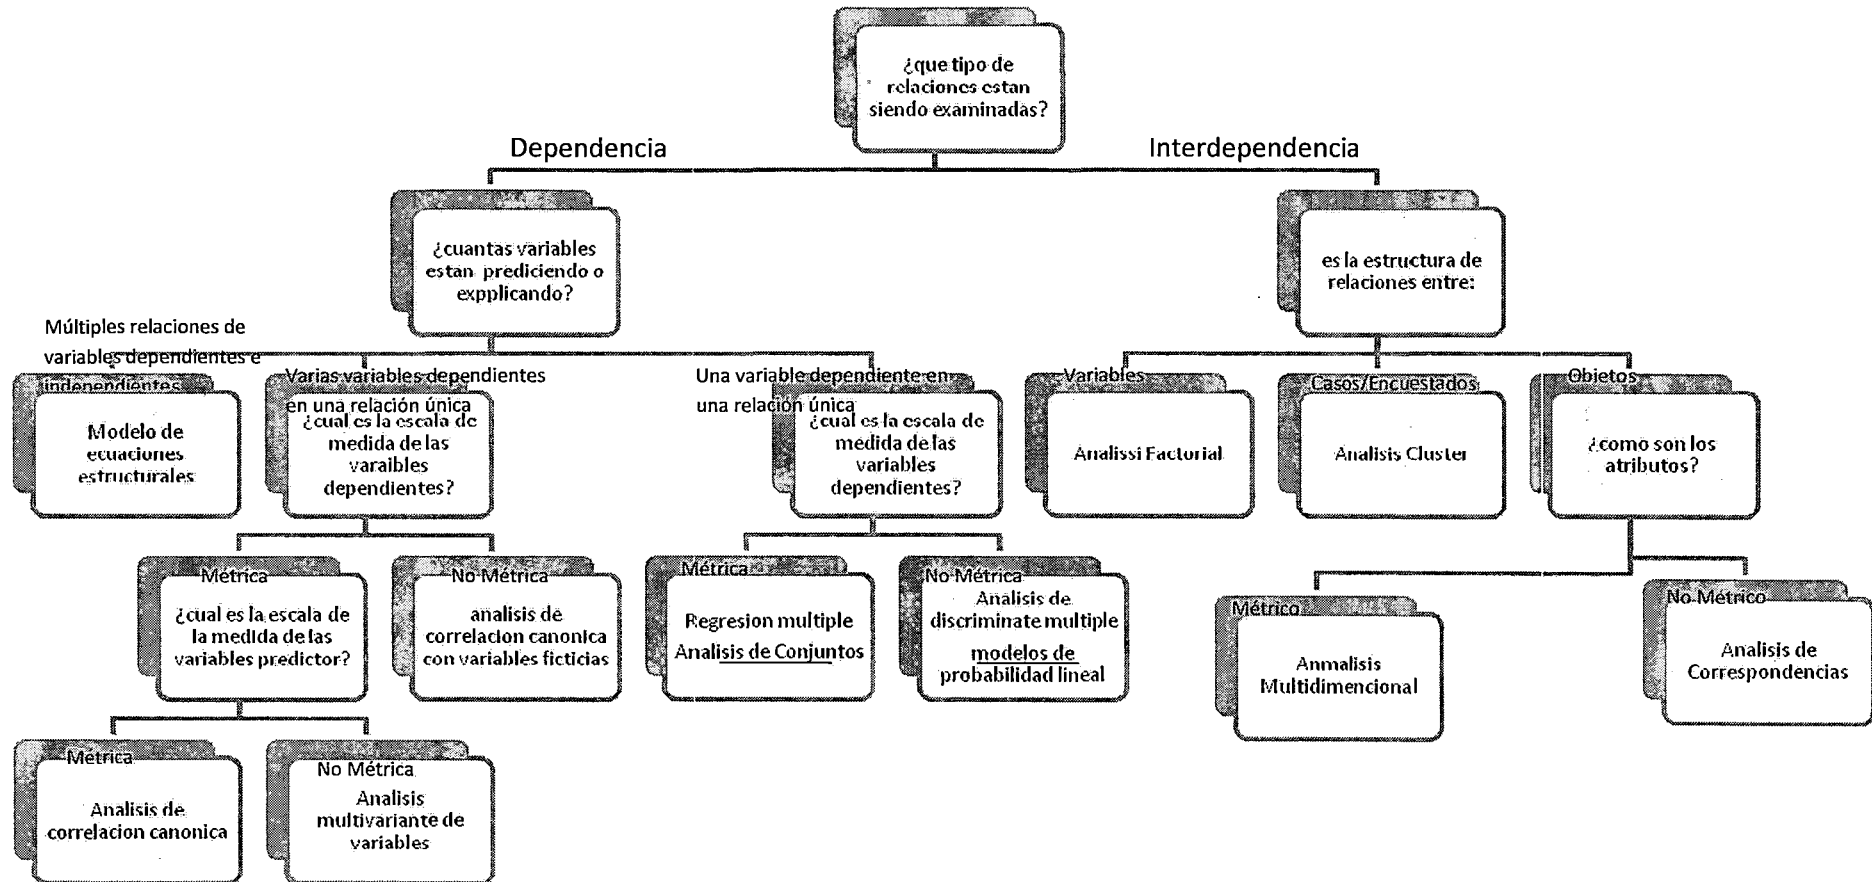 ¿que tipo de
relaciones estan
siendo examinadas?
Dependencia
Interdependencia
¿cuantas variables
estan prediciendo o
expplicando?
es la estructura de
relaciones entre:
Múltiples relaciones de
variables dependientes e
independientes
Modelo de
ecuaciones
estructurales
Varias variables dependientes
en una relación única
¿cual es la escala de
medida de las
varaibles
dependientes?
Una variable dependiente en
una relación única
¿cual es la escala de
medida de las
variables
dependientes?
Variables
Analissi Factorial
Casos/Encuestados
Analisis Cluster
Objetos
¿como son los
atributos?
Métrica
¿cual es la escala de
la medida de las
variables predictor?
No Métrica
analisis de
correlacion canonica
con variables ficticias
Métrica
Regresion multiple
Analisis de Conjuntos
No Métrica
Analisis de
discriminate multiple
modelos de
probabilidad lineal
Métrico
Anmalisis
Multidimencional
No Métrico
Analisis de
Correspondencias
Métrica
Analisis de
correlacion canonica
No Métrica
Analisis
multivariante de
variables